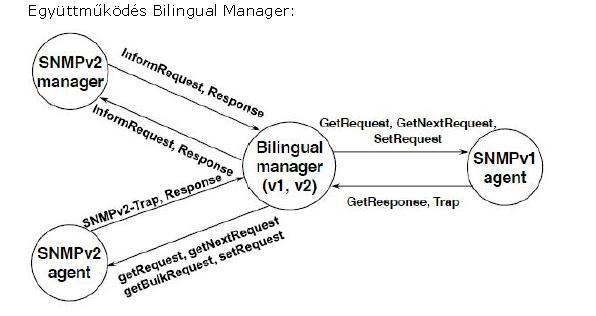 Együttműködés Bilingual Manager:
SNMPv2
manager
InformRequest, Response
InformRequest, Response
Bilingual
manager
(v1, v2)
GetRequest, GetNextRequest,
SetRequest
SNMPv1
agent
GetResponse, Trap
SNMPv2-Trap, Response
SNMPv2
agent
getRequest, getNextRequest
getBulkRequest, setRequest